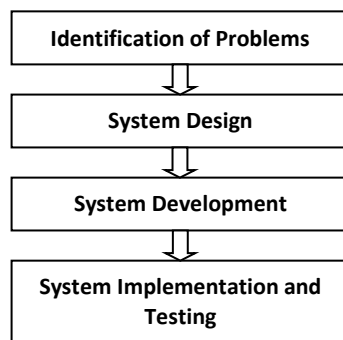 Identification of Problems
System Design
System Development
System Implementation and
Testing